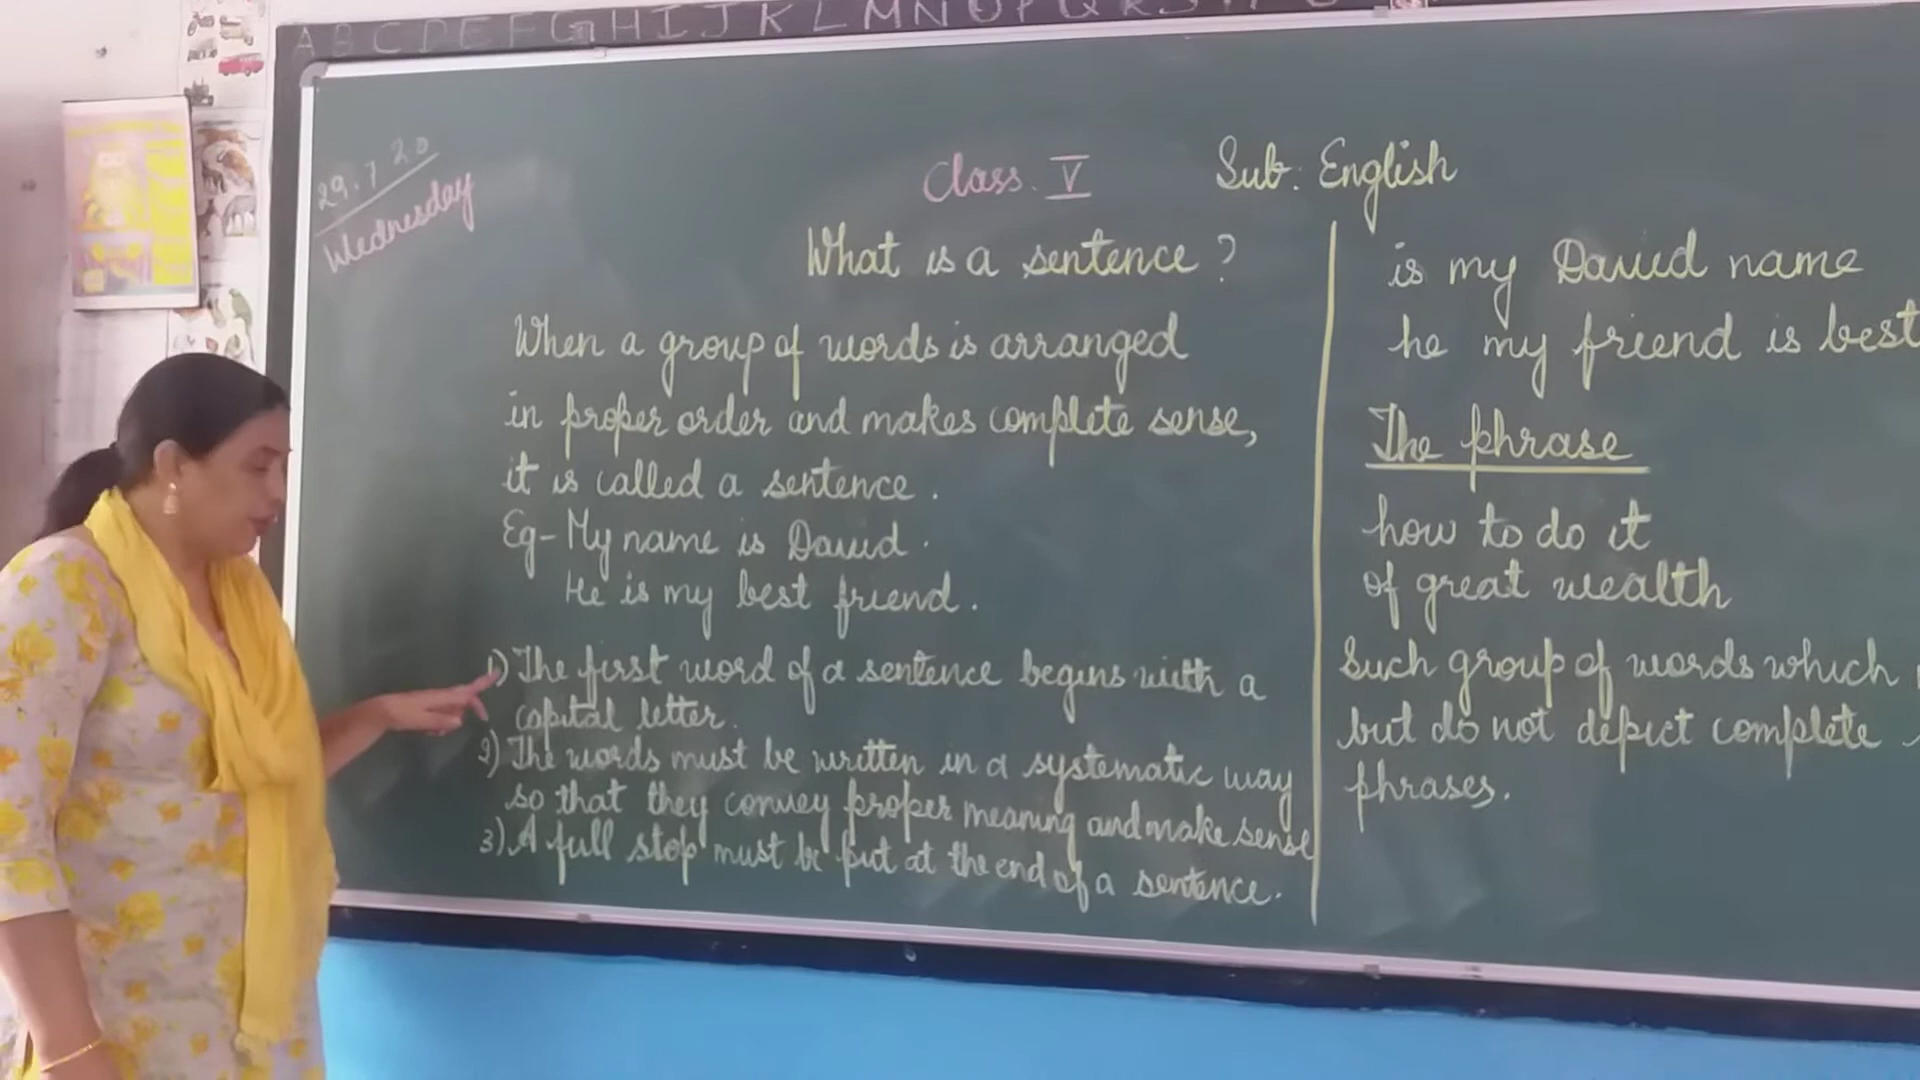 A B C D E F G H I J K L M N O P Q R S
29.7.20
Wednesday
Class. V
Sub. English
What is a sentence?
When a group of words is arranged
in proper order and makes complete sense,
it is called a sentence.
Eg- My name is David.
He is my best friend.
1) The first word of a sentence begins with a
capital letter.
2) The words must be written in a systematic way
so that they convey proper meaning and make sense
3) A full stop must be put at the end of a sentence.
is my David name
he my friend is best
The phrase
how to do it
of great wealth
Such group of words which
but do not depict complete
phrases.